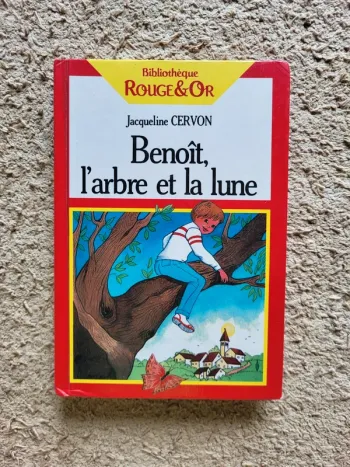 Bibliothèque
ROUGE&OR
Jacqueline CERVON
Benoît,
l'arbre et la lune